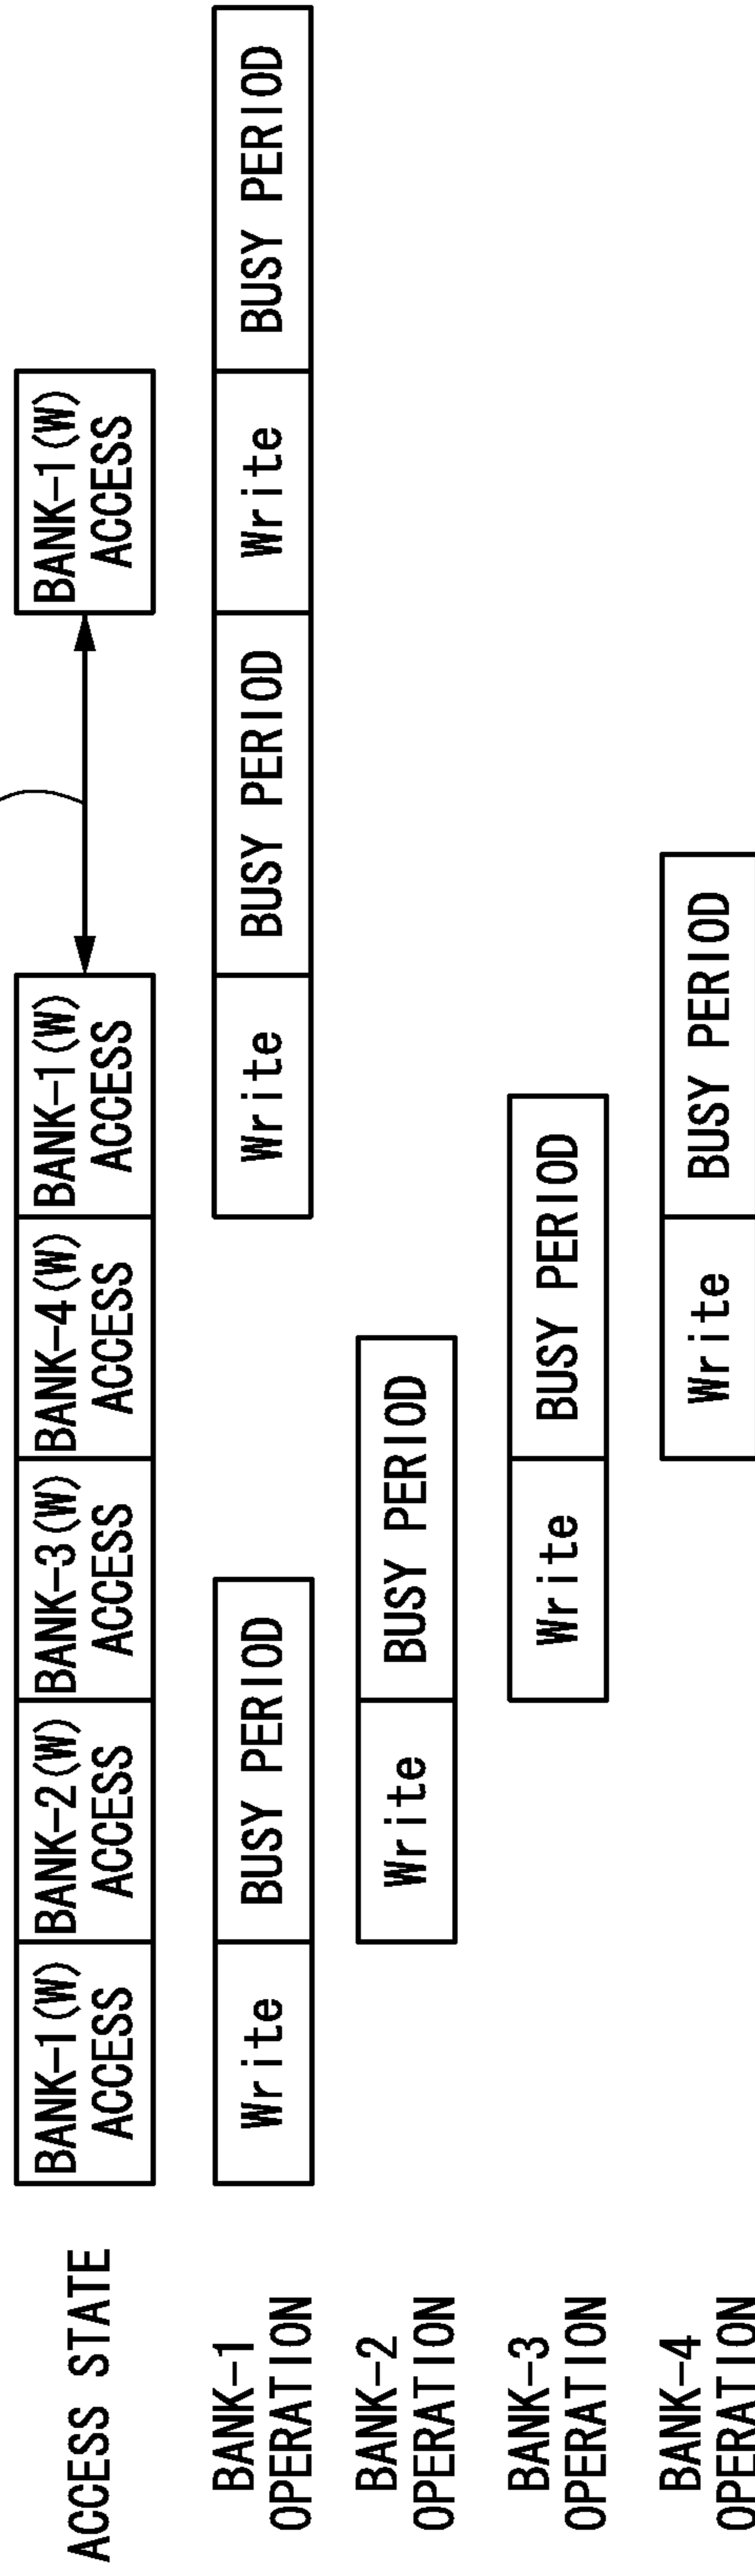 ACCESS STATE
BANK-1(W)
ACCESS
BANK-2(W)
ACCESS
BANK-3(W)
ACCESS
BANK-4(W)
ACCESS
BANK-1(W)
ACCESS
BANK-1(W)
ACCESS
BANK-1
OPERATION
Write
BUSY PERIOD
Write
BUSY PERIOD
Write
BUSY PERIOD
BANK-2
OPERATION
Write
BUSY PERIOD
BANK-3
OPERATION
Write
BUSY PERIOD
BANK-4
OPERATION
Write
BUSY PERIOD